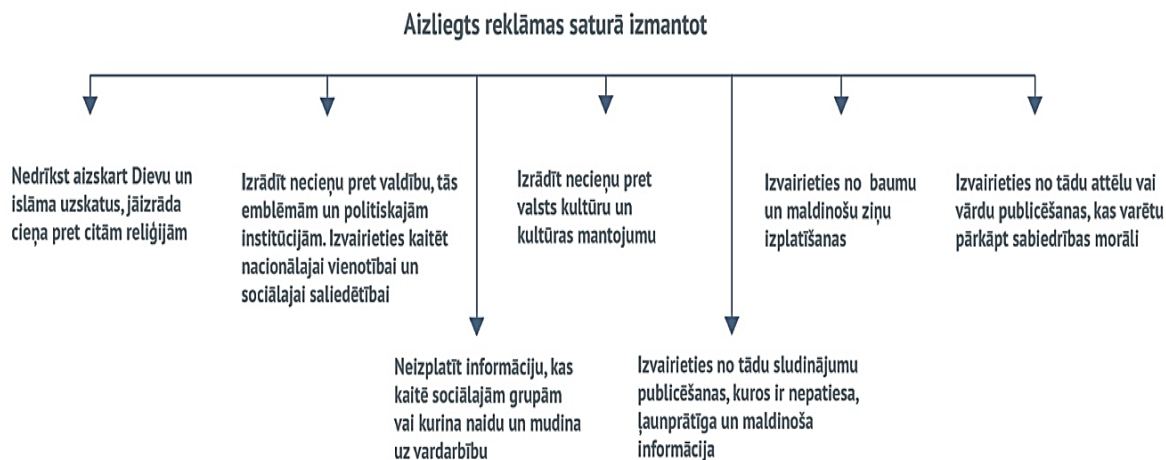 Aizliegts reklāmas saturā izmantot
Nedrīkst aizskart Dievu un
islāma uzskatus, jāizrāda
cieņa pret citām reliģijām
Izrādīt necieņu pret valdību, tās
emblēmām un politiskajām
institūcijām. Izvairieties kaitēt
nacionālajai vienotībai un
sociālajai saliedētībai
Neizplatīt informāciju, kas
kaitē sociālajām grupām
vai kurina naidu un mudina
uz vardarbību
Izrādīt necieņu pret
valsts kultūru un
kultūras mantojumu
Izvairieties no tādu sludinājumu
publicēšanas, kuros ir nepatiesa,
ļaunprātīga un maldinoša
informācija
Izvairieties no baumu
un maldinošu ziņu
izplatīšanas
Izvairieties no tādu attēlu vai
vārdu publicēšanas, kas varētu
pārkāpt sabiedrības morāli